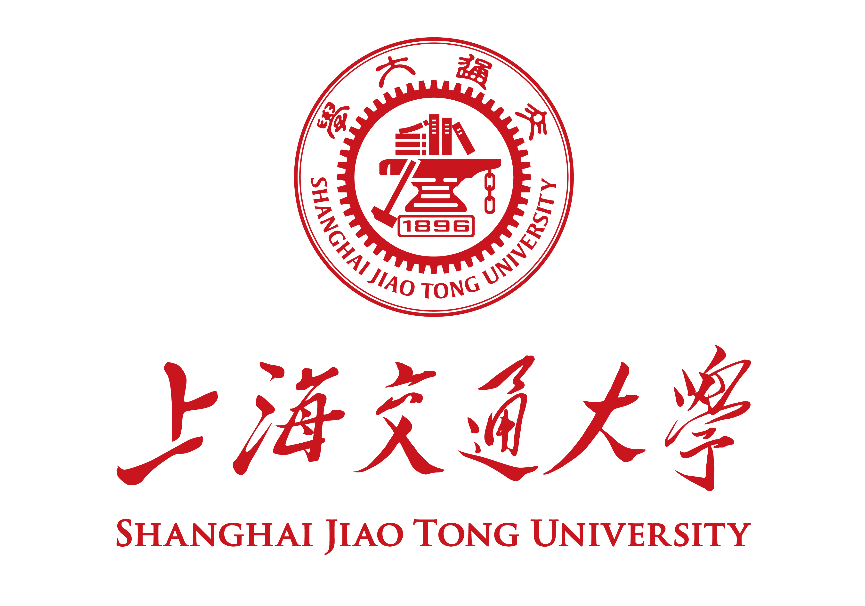 交通大學
1896
SHANGHAI JIAO TONG UNIVERSITY
上海交通大學
SHANGHAI JIAO TONG UNIVERSITY